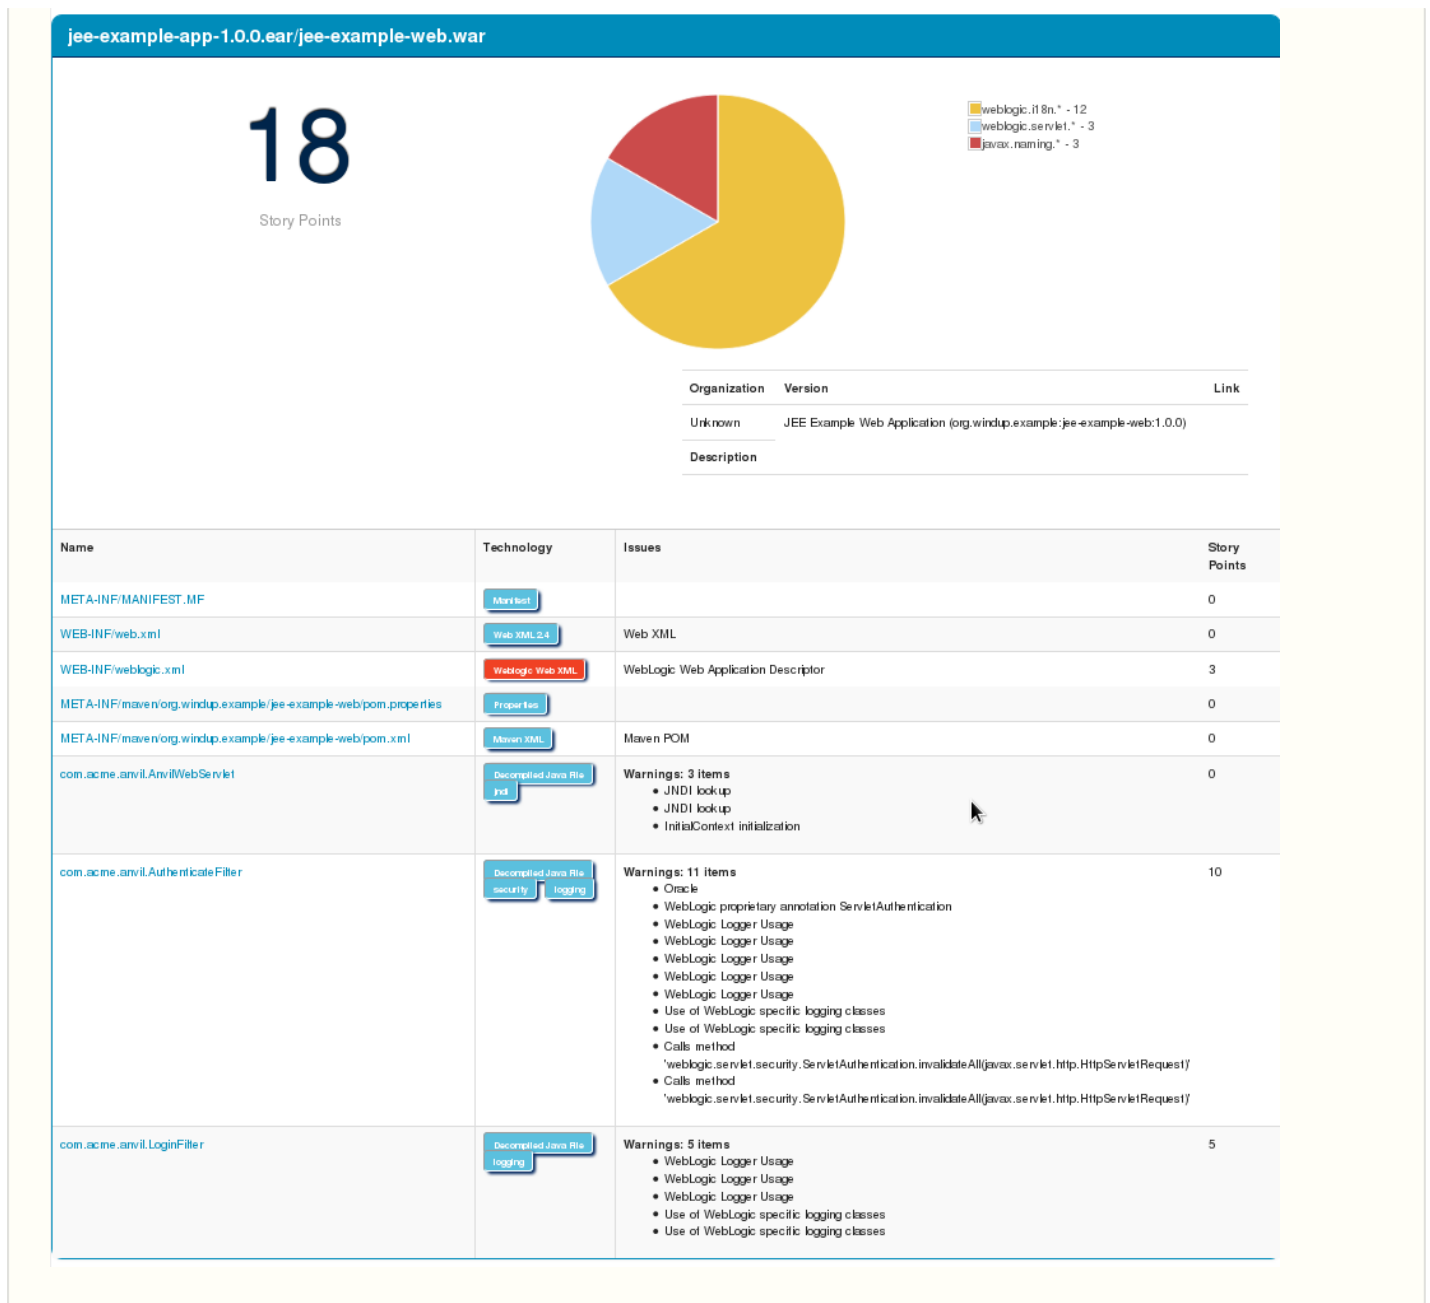 jee-example-app-1.0.0.ear/jee-example-web.war
18
Story Points
weblogic.i18n.* - 12
weblogic.servlet.* - 3
javax.naming.* - 3
Organization Version Link
Unknown JEE Example Web Application (org.windup.example:jee-example-web:1.0.0)
Description
Name Technology Issues Story
Points
META-INF/MANIFEST.MF Manifest 0
WEB-INF/web.xml Web XML 2.4 Web XML 0
WEB-INF/weblogic.xml Weblogic Web XML WebLogic Web Application Descriptor 3
META-INF/maven/org.windup.example/jee-example-web/pom.properties Properties 0
META-INF/maven/org.windup.example/jee-example-web/pom.xml Maven XML Maven POM 0
com.acme.anvil.AnvilWebServlet Decompiled Java File Warnings: 3 items 0
jndi • JNDI lookup
• JNDI lookup
• InitialContext initialization
com.acme.anvil.AuthenticateFilter Decompiled Java File Warnings: 11 items 10
security logging • Oracle
• WebLogic proprietary annotation ServletAuthentication
• WebLogic Logger Usage
• WebLogic Logger Usage
• WebLogic Logger Usage
• WebLogic Logger Usage
• WebLogic Logger Usage
• Use of WebLogic specific logging classes
• Use of WebLogic specific logging classes
• Calls method
'weblogic.servlet.security.ServletAuthentication.invalidateAll(javax.servlet.http.HttpServletRequest)'
• Calls method
'weblogic.servlet.security.ServletAuthentication.invalidateAll(javax.servlet.http.HttpServletRequest)'
com.acme.anvil.LoginFilter Decompiled Java File Warnings: 5 items 5
logging • WebLogic Logger Usage
• WebLogic Logger Usage
• WebLogic Logger Usage
• Use of WebLogic specific logging classes
• Use of WebLogic specific logging classes